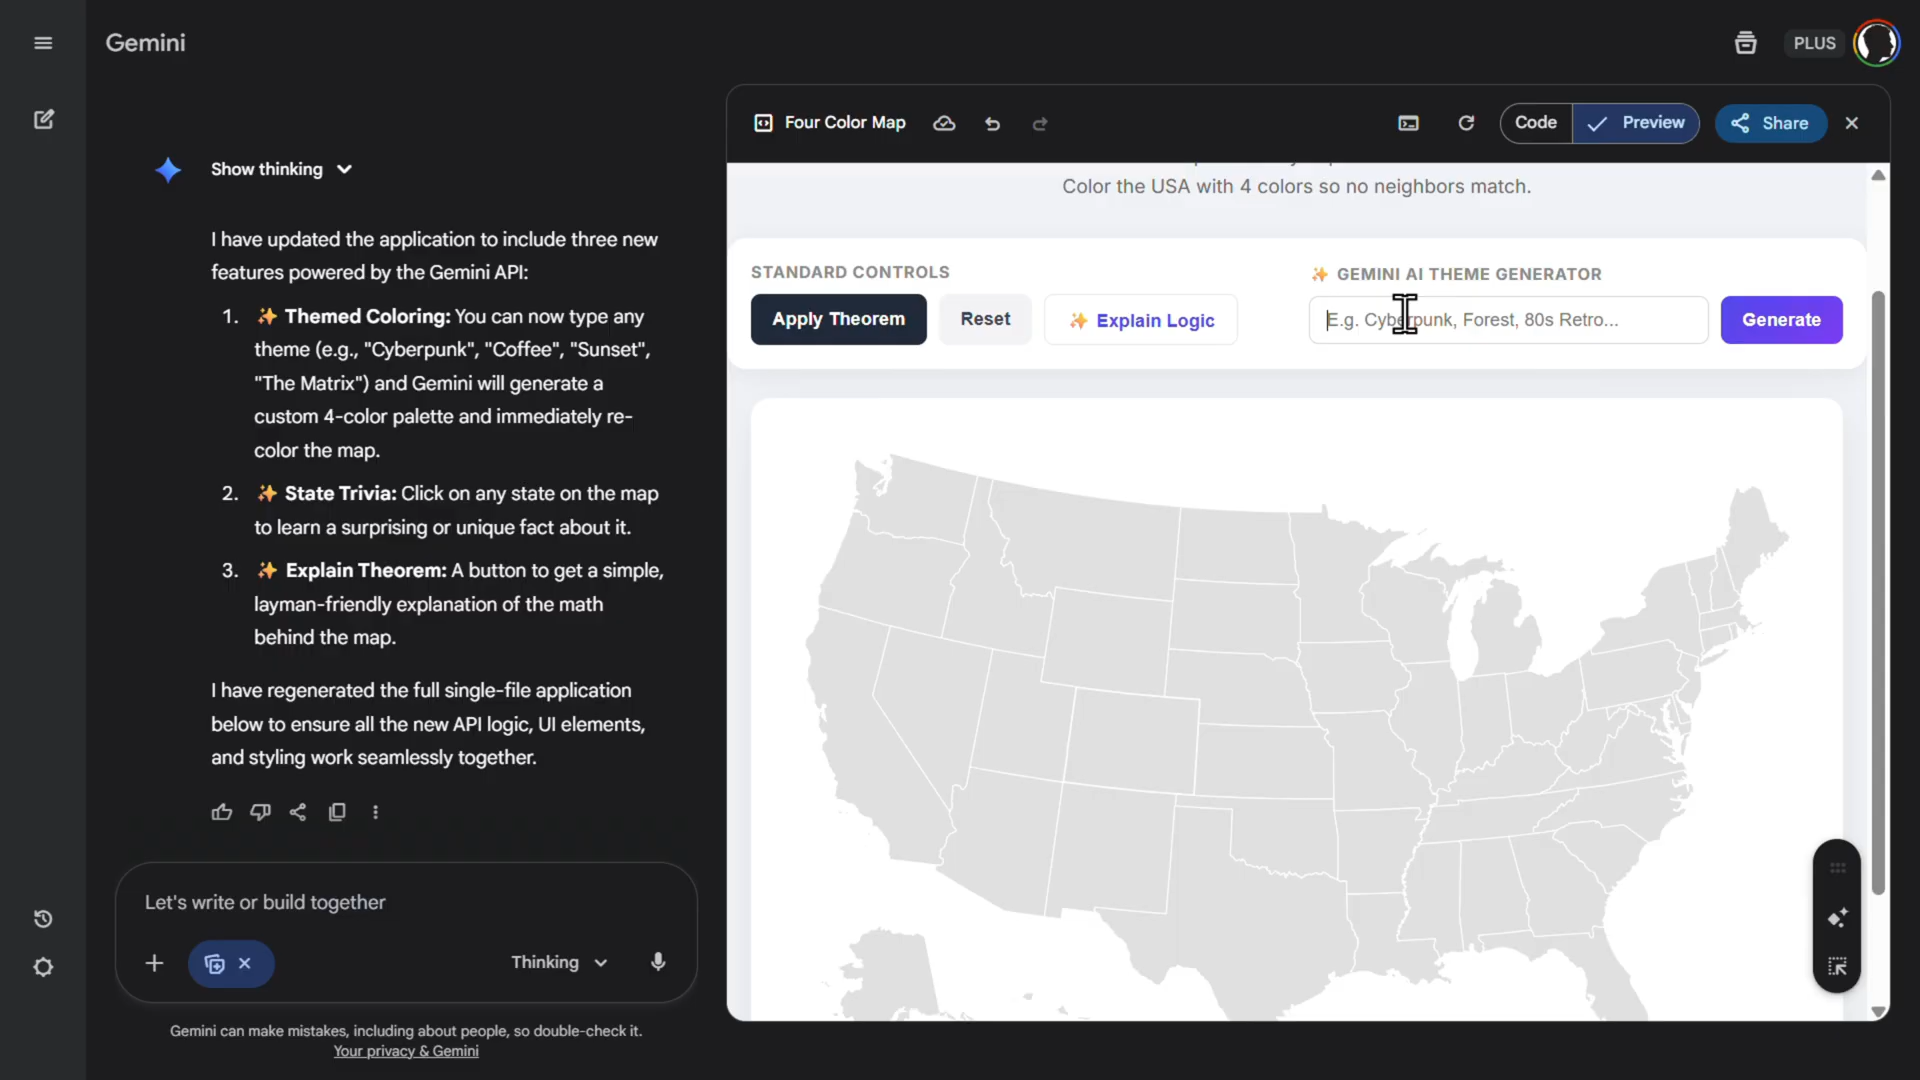 Gemini
PLUS
Show thinking
I have updated the application to include three new
features powered by the Gemini API:
1. ✨ Themed Coloring: You can now type any
theme (e.g., "Cyberpunk", "Coffee", "Sunset",
"The Matrix") and Gemini will generate a
custom 4-color palette and immediately re-
color the map.
2. ✨ State Trivia: Click on any state on the map
to learn a surprising or unique fact about it.
3. ✨ Explain Theorem: A button to get a simple,
layman-friendly explanation of the math
behind the map.
I have regenerated the full single-file application
below to ensure all the new API logic, UI elements,
and styling work seamlessly together.
Let's write or build together
Thinking
Gemini can make mistakes, including about people, so double-check it.
Your privacy & Gemini
Four Color Map
Code
Preview
Share
Color the USA with 4 colors so no neighbors match.
STANDARD CONTROLS
Apply Theorem
Reset
✨ Explain Logic
✨ GEMINI AI THEME GENERATOR
E.g. Cyberpunk, Forest, 80s Retro...
Generate